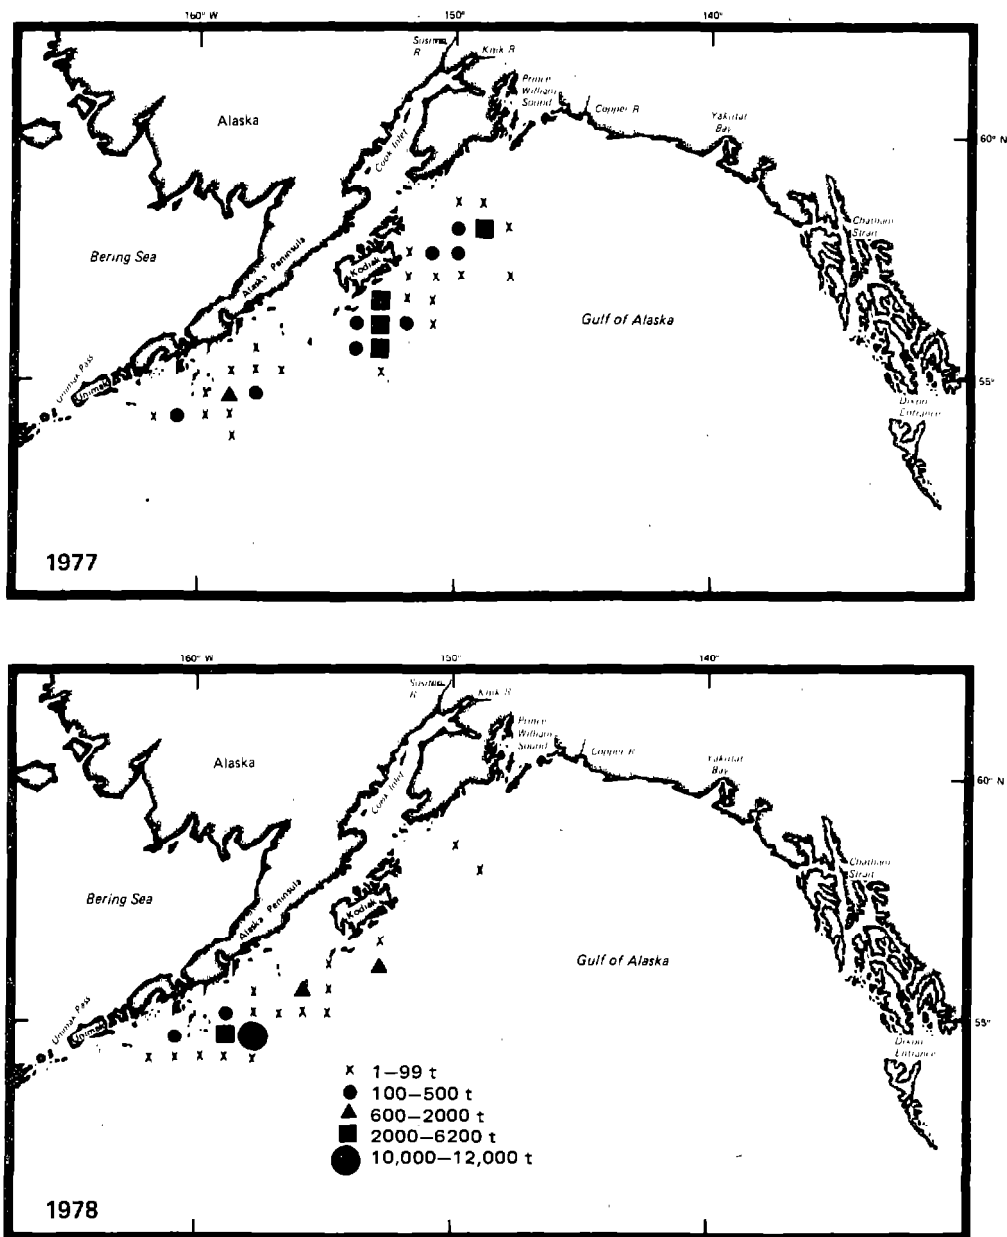 160° W
150°
140°
Susitna
R
Knik R
Prince
William
Sound
Copper R
Yakutat
Bay
60° N
Alaska
Cook Inlet
Chatham
Strait
Bering Sea
Alaska Peninsula
Kodiak
Gulf of Alaska
Unimak Pass
Unimak
55°
Dixon
Entrance
1977
160° W
150°
140°
Susitna
R
Knik R
Prince
William
Sound
Copper R
Yakutat
Bay
60° N
Alaska
Cook Inlet
Chatham
Strait
Bering Sea
Alaska Peninsula
Kodiak
Gulf of Alaska
Unimak Pass
Unimak
55°
Dixon
Entrance
x 1–99 t
100–500 t
600–2000 t
2000–6200 t
10,000–12,000 t
1978